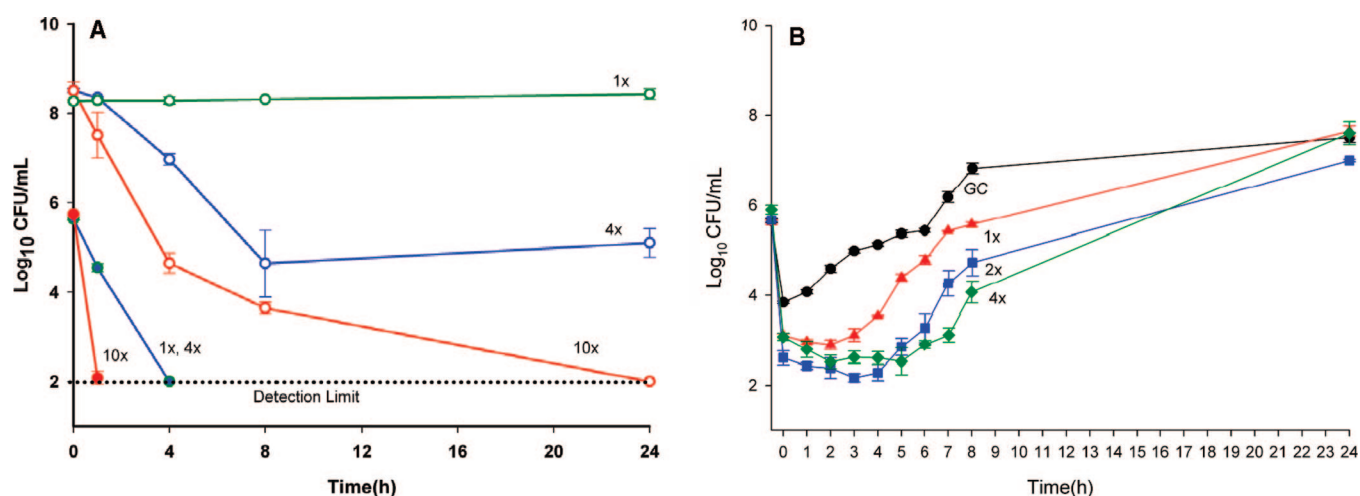 A
10
8
6
4
2
Log10 CFU/mL
1x
4x
10x
1x, 4x
10x
Detection Limit
0 4 8 12 16 20 24
Time(h)
B
10
8
6
4
2
Log10 CFU/mL
GC
1x
2x
4x
0 1 2 3 4 5 6 7 8 9 10 11 12 13 14 15 16 17 18 19 20 21 22 23 24
Time(h)